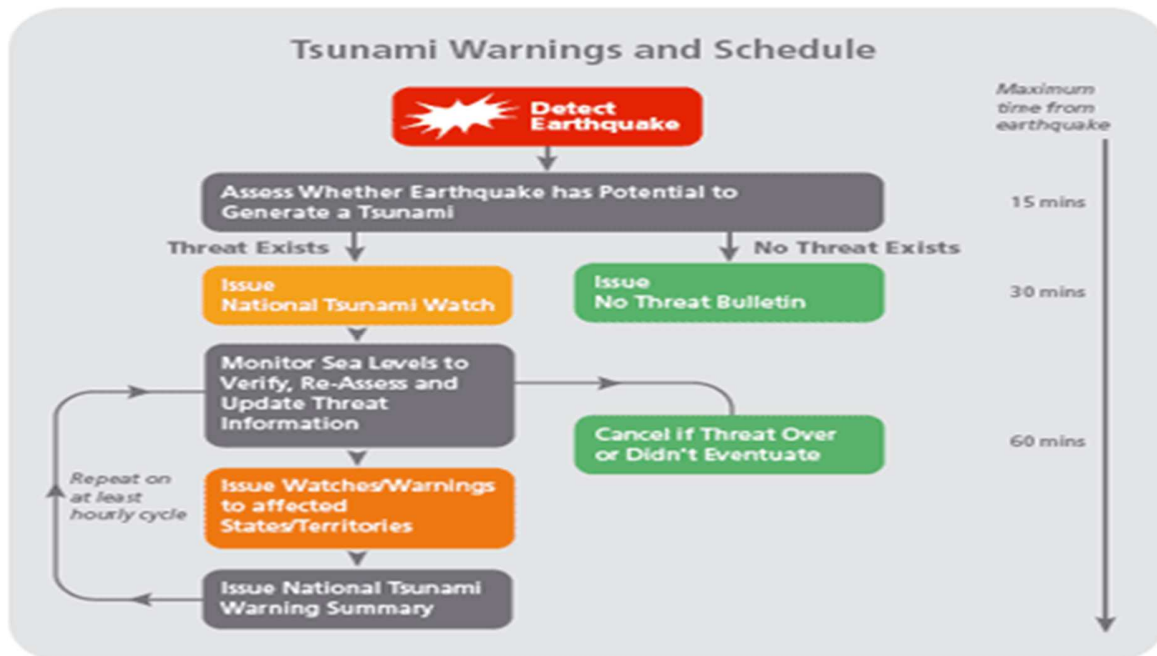 Tsunami Warnings and Schedule
Maximum
time from
earthquake
Detect
Earthquake
Assess Whether Earthquake has Potential to
Generate a Tsunami
15 mins
Threat Exists
No Threat Exists
Issue
National Tsunami Watch
Issue
No Threat Bulletin
30 mins
Monitor Sea Levels to
Verify, Re-Assess and
Update Threat
Information
Cancel if Threat Over
or Didn't Eventuate
60 mins
Repeat on
at least
hourly cycle
Issue Watches/Warnings
to affected
States/Territories
Issue National Tsunami
Warning Summary